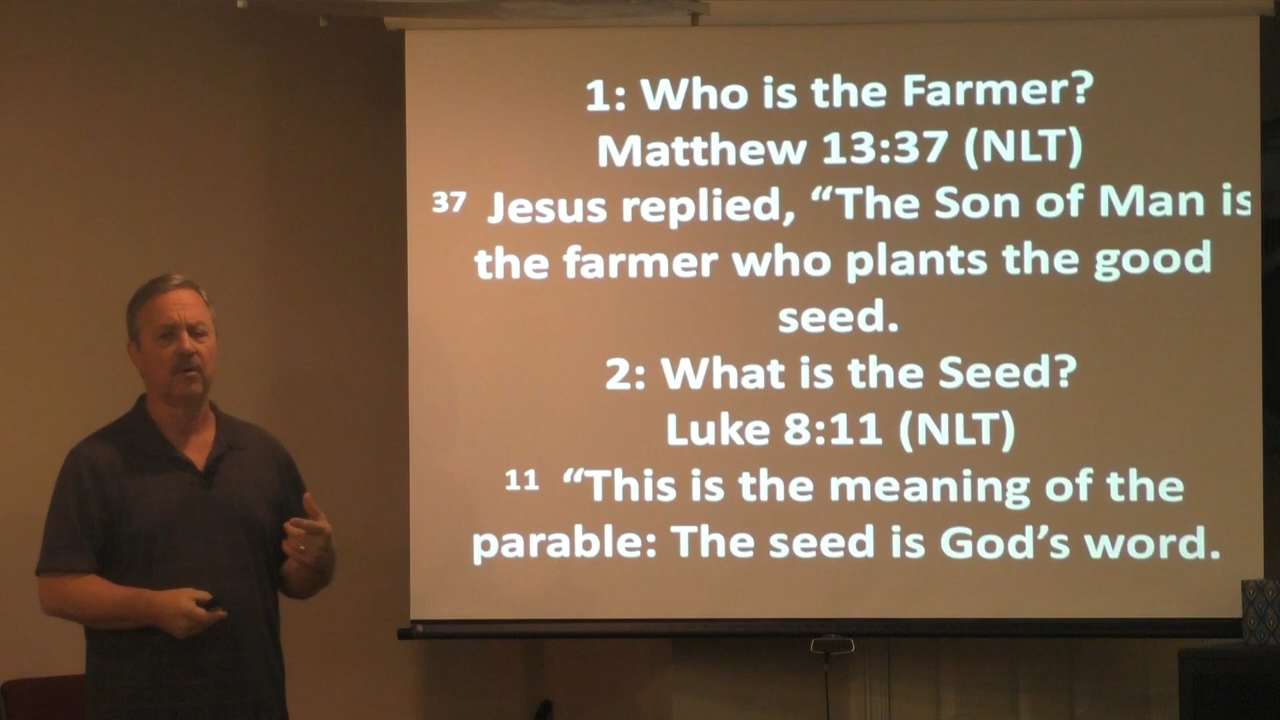 1: Who is the Farmer?
Matthew 13:37 (NLT)
37 Jesus replied, “The Son of Man is
the farmer who plants the good
seed.
2: What is the Seed?
Luke 8:11 (NLT)
11 “This is the meaning of the
parable: The seed is God’s word.